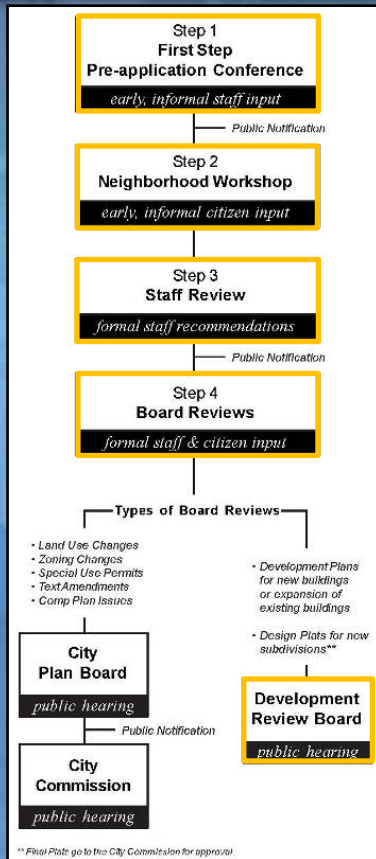 Step 1
First Step
Pre-application Conference
early, informal staff input
Public Notification
Step 2
Neighborhood Workshop
early, informal citizen input
Step 3
Staff Review
formal staff recommendations
Public Notification
Step 4
Board Reviews
formal staff & citizen input
Types of Board Reviews
• Land Use Changes
• Zoning Changes
• Special Use Permits
• Text Amendments
• Comp Plan Issues
City
Plan Board
public hearing
Public Notification
City
Commission
public hearing
• Development Plans
for new buildings
or expansion of
existing buildings
• Design Plats for new
subdivisions**
Development
Review Board
public hearing
** Final Plats go to the City Commission for approval